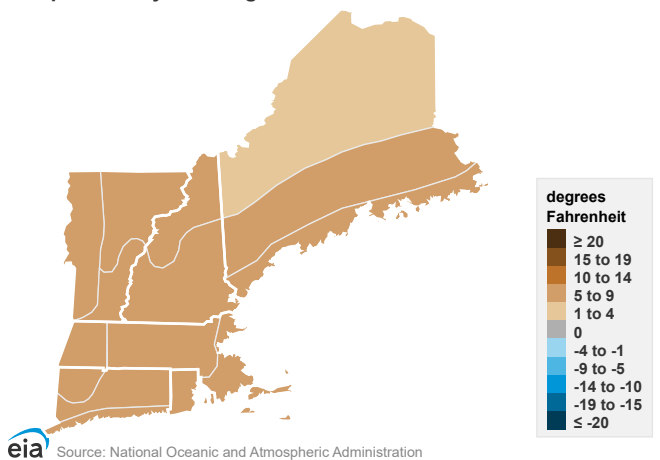 degrees
Fahrenheit
≥ 20
15 to 19
10 to 14
5 to 9
1 to 4
0
-4 to -1
-9 to -5
-14 to -10
-19 to -15
≤ -20
eia
Source: National Oceanic and Atmospheric Administration